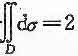 ∬_D dσ = 2